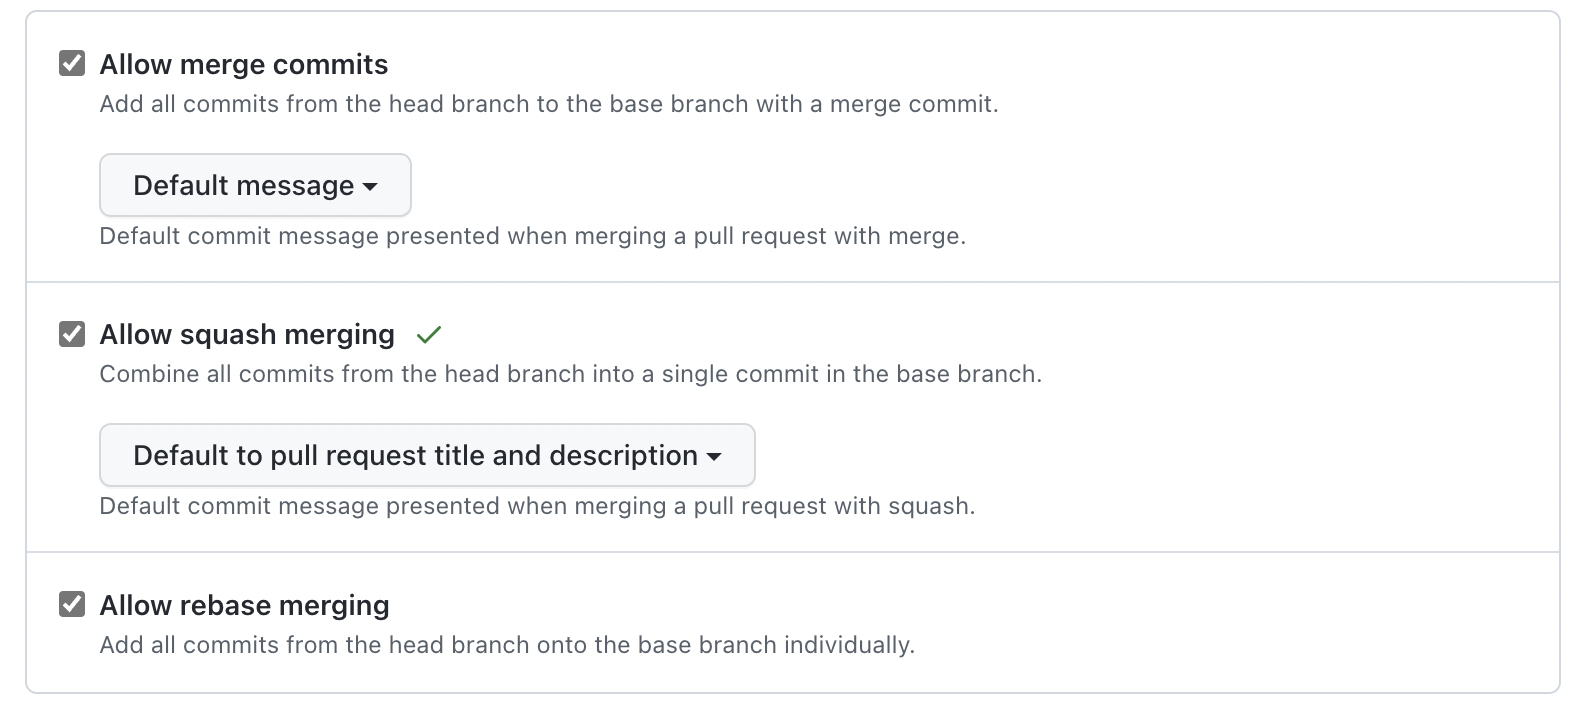 Allow merge commits
Add all commits from the head branch to the base branch with a merge commit.
Default message
Default commit message presented when merging a pull request with merge.
Allow squash merging
Combine all commits from the head branch into a single commit in the base branch.
Default to pull request title and description
Default commit message presented when merging a pull request with squash.
Allow rebase merging
Add all commits from the head branch onto the base branch individually.